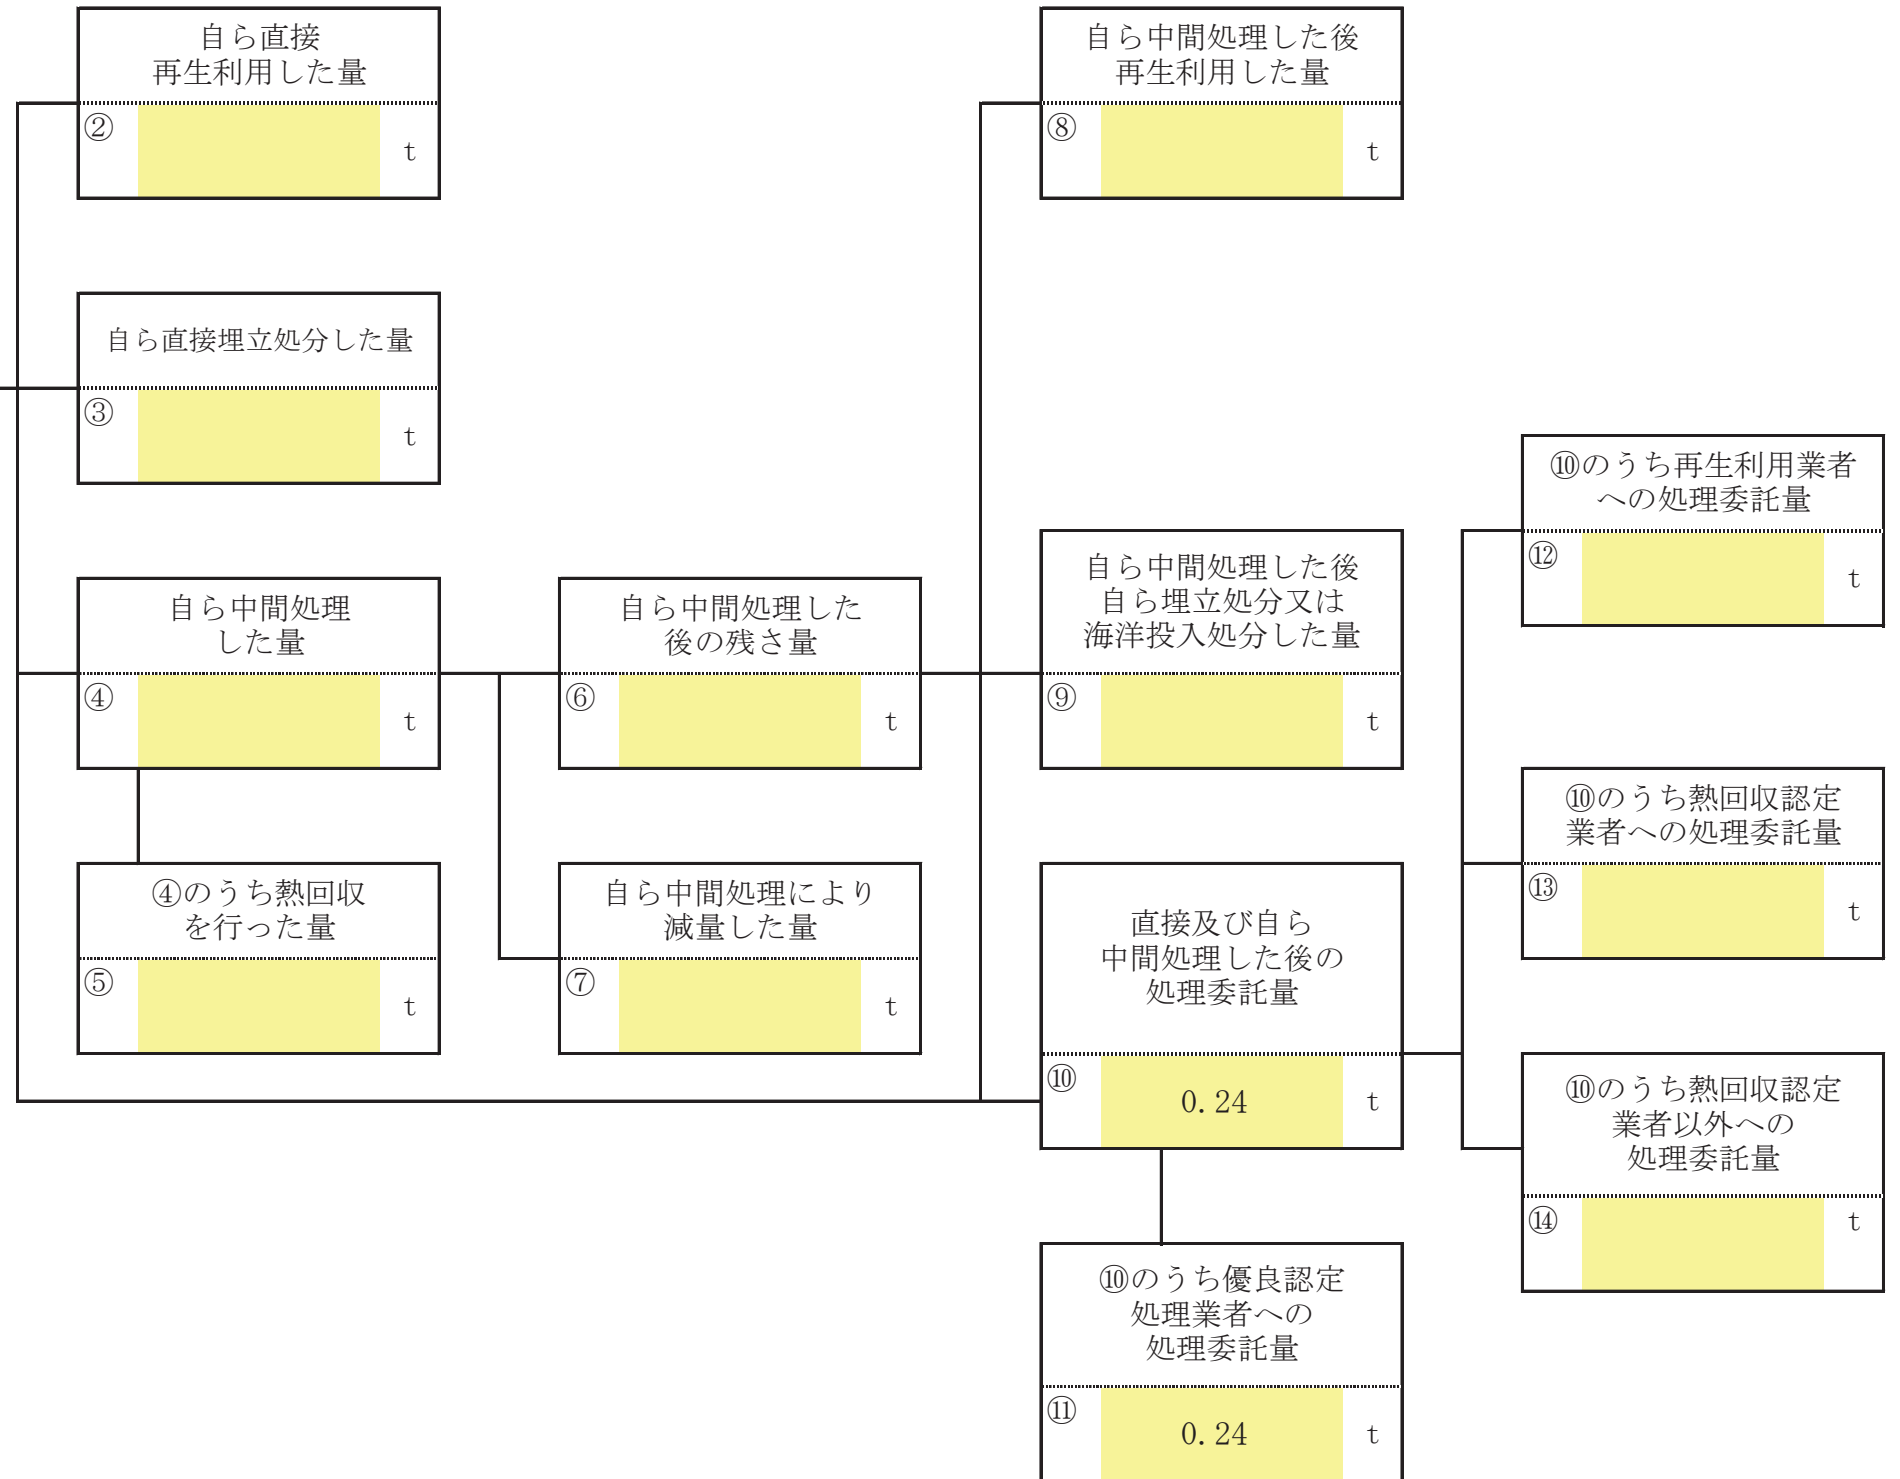 自ら直接
再生利用した量
②
t
自ら中間処理した後
再生利用した量
⑧
t
自ら直接埋立処分した量
③
t
⑩のうち再生利用業者
への処理委託量
⑫
t
自ら中間処理
した量
④
t
自ら中間処理した
後の残さ量
⑥
t
自ら中間処理した後
自ら埋立処分又は
海洋投入処分した量
⑨
t
⑩のうち熱回収認定
業者への処理委託量
⑬
t
④のうち熱回収
を行った量
⑤
t
自ら中間処理により
減量した量
⑦
t
直接及び自ら
中間処理した後の
処理委託量
⑩
0.24 t
⑩のうち熱回収認定
業者以外への
処理委託量
⑭
t
⑩のうち優良認定
処理業者への
処理委託量
⑪
0.24 t